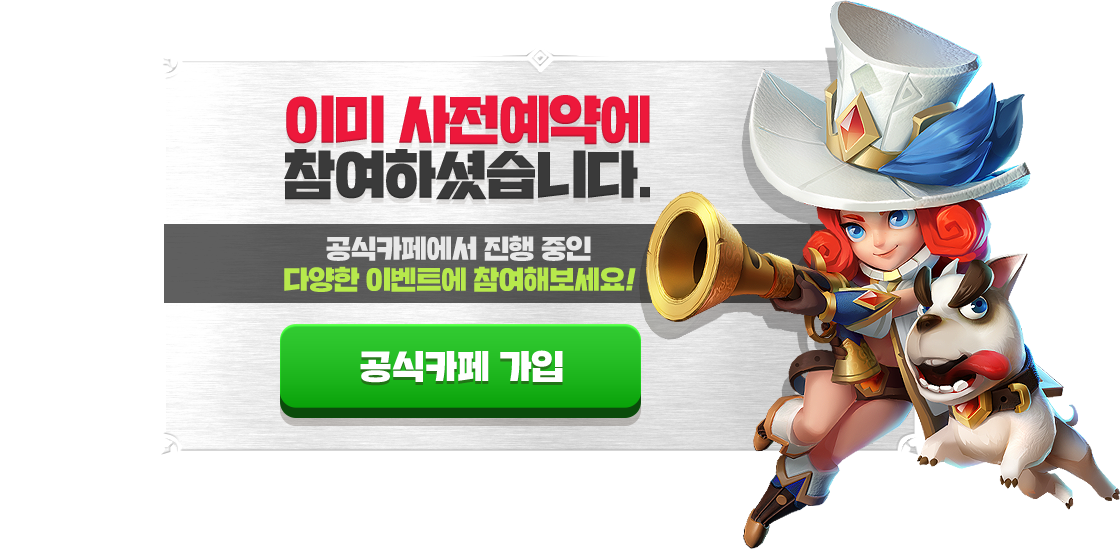 이미 사전예약에
참여하셨습니다.
공식카페에서 진행 중인
다양한 이벤트에 참여해보세요!
공식카페 가입